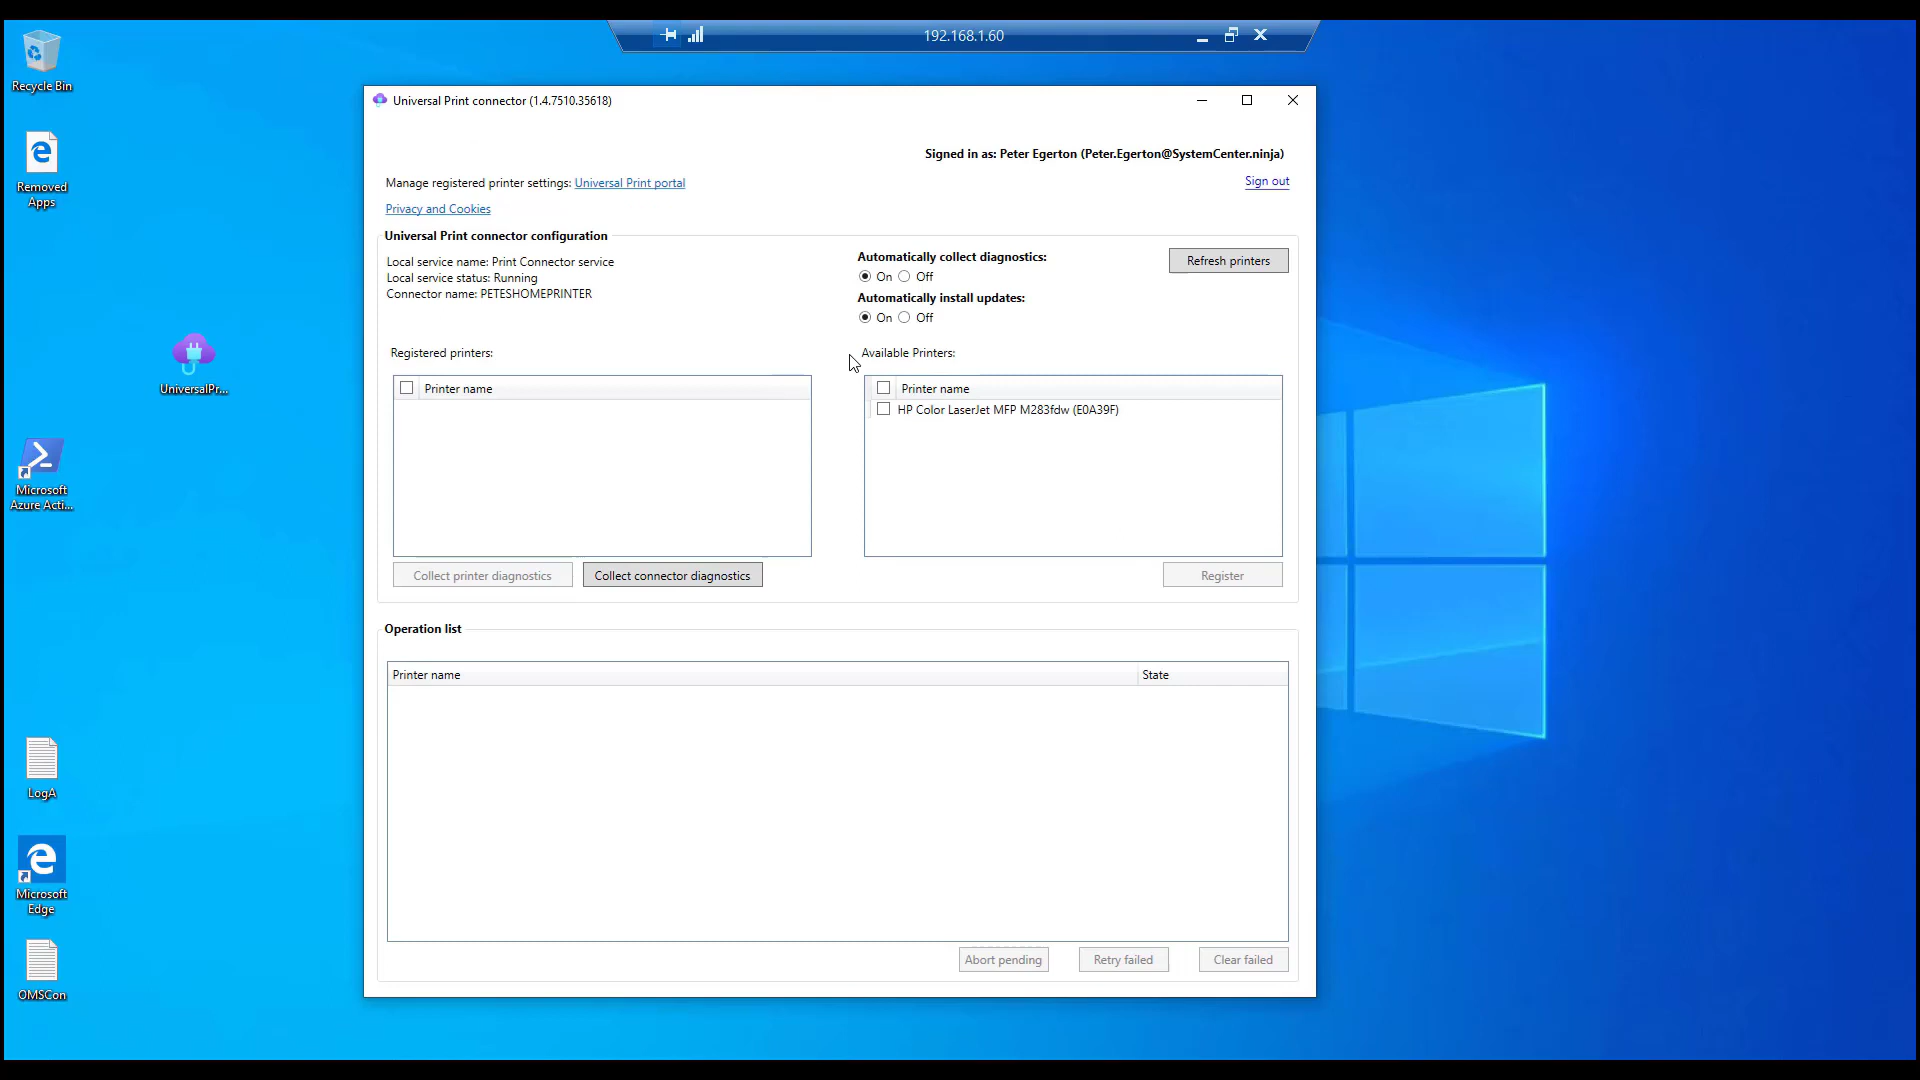 192.168.1.60
Recycle Bin
Removed
Apps
UniversalPr...
Microsoft
Azure Acti...
LogA
Microsoft
Edge
OMSCon
Universal Print connector (1.4.7510.35618)
Signed in as: Peter Egerton (Peter.Egerton@SystemCenter.ninja)
Manage registered printer settings: Universal Print portal
Sign out
Privacy and Cookies
Universal Print connector configuration
Local service name: Print Connector service
Local service status: Running
Connector name: PETESHOMEPRINTER
Automatically collect diagnostics:
On Off
Automatically install updates:
On Off
Refresh printers
Registered printers:
Printer name
Available Printers:
Printer name
HP Color LaserJet MFP M283fdw (E0A39F)
Collect printer diagnostics
Collect connector diagnostics
Register
Operation list
Printer name
State
Abort pending
Retry failed
Clear failed